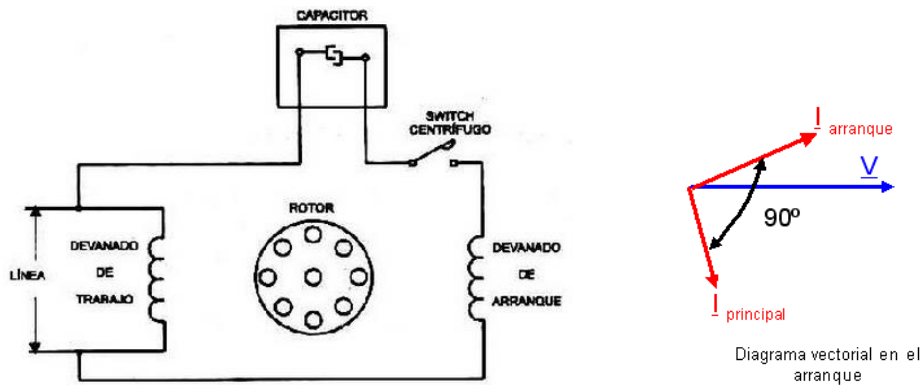 CAPACITOR
SWITCH
CENTRÍFUGO
ROTOR
LÍNEA
DEVANADO
DE
TRABAJO
DEVANADO
DE
ARRANQUE
I arranque
V
90º
I principal
Diagrama vectorial en el
arranque